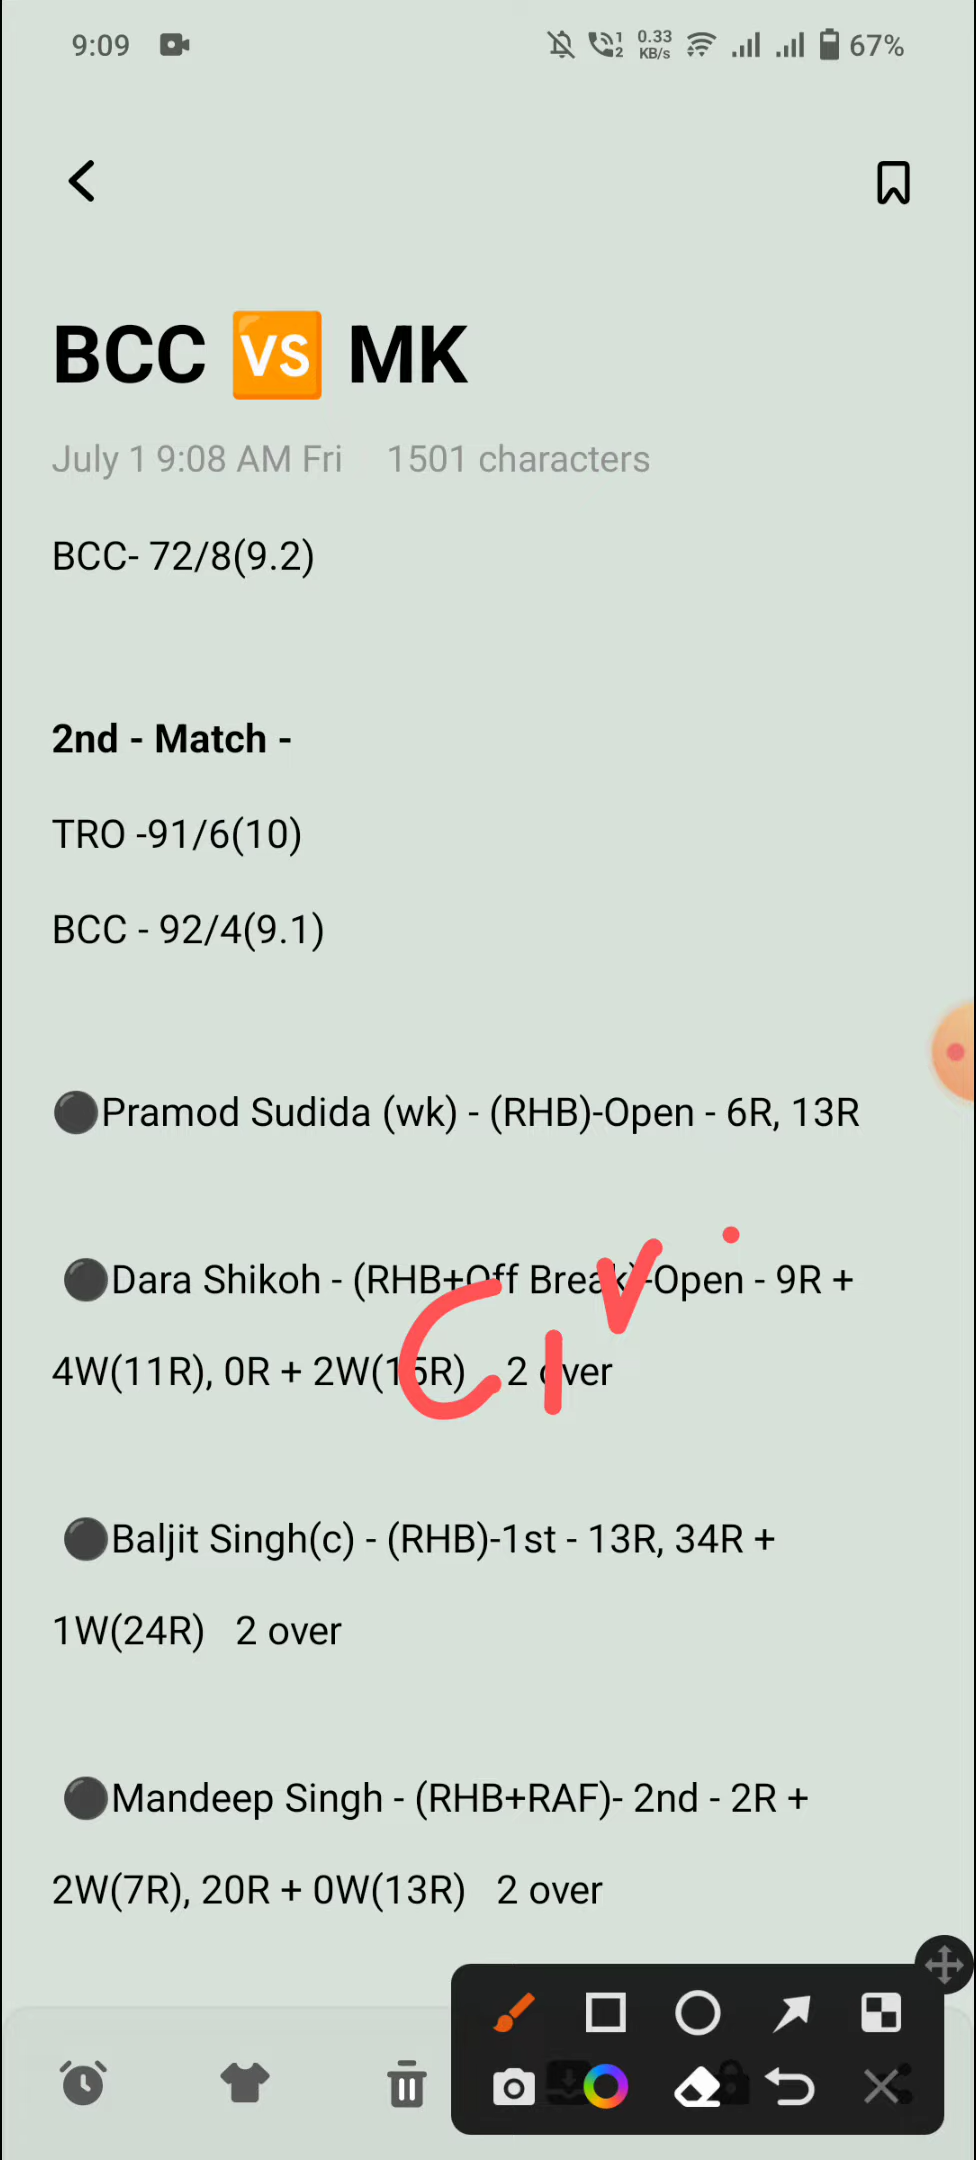 9:09
1 2 0.33 KB/s 67%
BCC VS MK
July 1 9:08 AM Fri 1501 characters
BCC- 72/8(9.2)
2nd - Match -
TRO -91/6(10)
BCC - 92/4(9.1)
Pramod Sudida (wk) - (RHB)-Open - 6R, 13R
Dara Shikoh - (RHB+Off Break)-Open - 9R +
4W(11R), 0R + 2W(15R) 2 over
C I V
Baljit Singh(c) - (RHB)-1st - 13R, 34R +
1W(24R) 2 over
Mandeep Singh - (RHB+RAF)- 2nd - 2R +
2W(7R), 20R + 0W(13R) 2 over